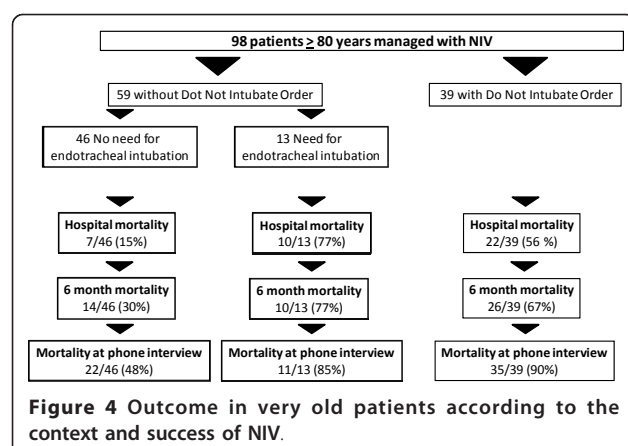 98 patients ≥ 80 years managed with NIV
59 without Dot Not Intubate Order
39 with Do Not Intubate Order
46 No need for
endotracheal intubation
13 Need for
endotracheal intubation
Hospital mortality
7/46 (15%)
Hospital mortality
10/13 (77%)
Hospital mortality
22/39 (56 %)
6 month mortality
14/46 (30%)
6 month mortality
10/13 (77%)
6 month mortality
26/39 (67%)
Mortality at phone interview
22/46 (48%)
Mortality at phone interview
11/13 (85%)
Mortality at phone interview
35/39 (90%)
Figure 4 Outcome in very old patients according to the
context and success of NIV.